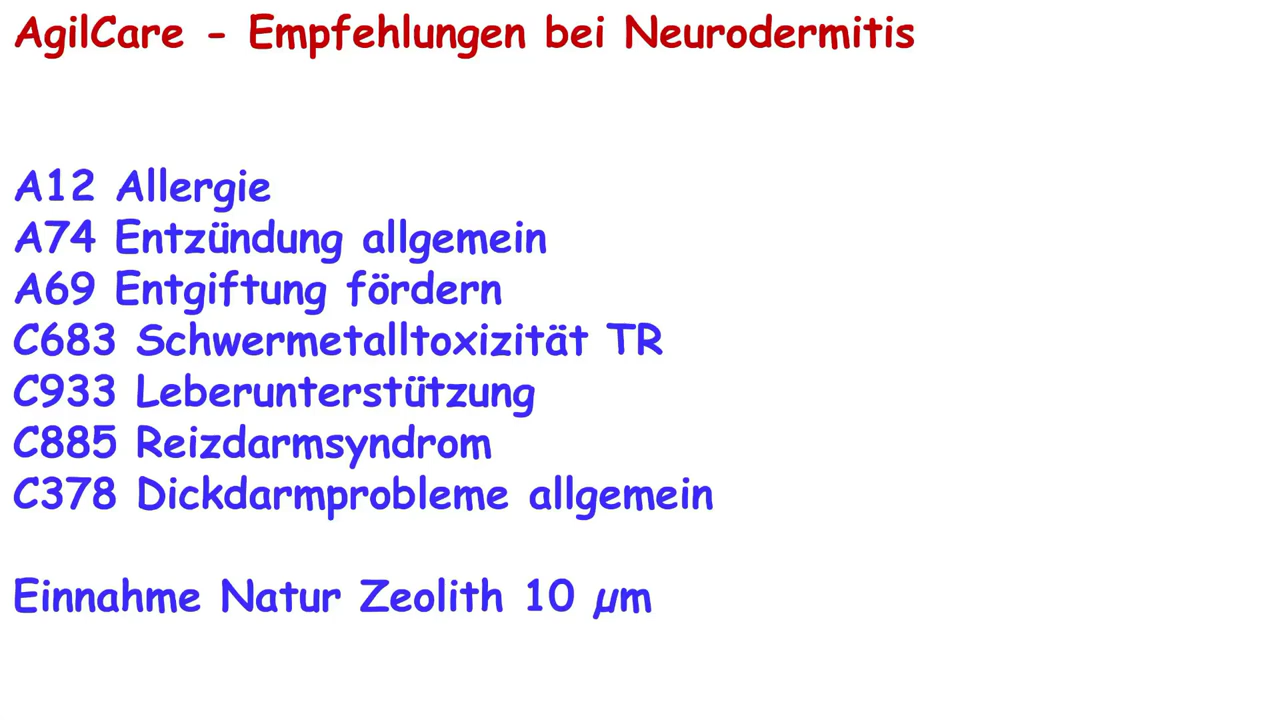 AgilCare - Empfehlungen bei Neurodermitis
A12 Allergie
A74 Entzündung allgemein
A69 Entgiftung fördern
C683 Schwermetalltoxizität TR
C933 Leberunterstützung
C885 Reizdarmsyndrom
C378 Dickdarmprobleme allgemein
Einnahme Natur Zeolith 10 µm